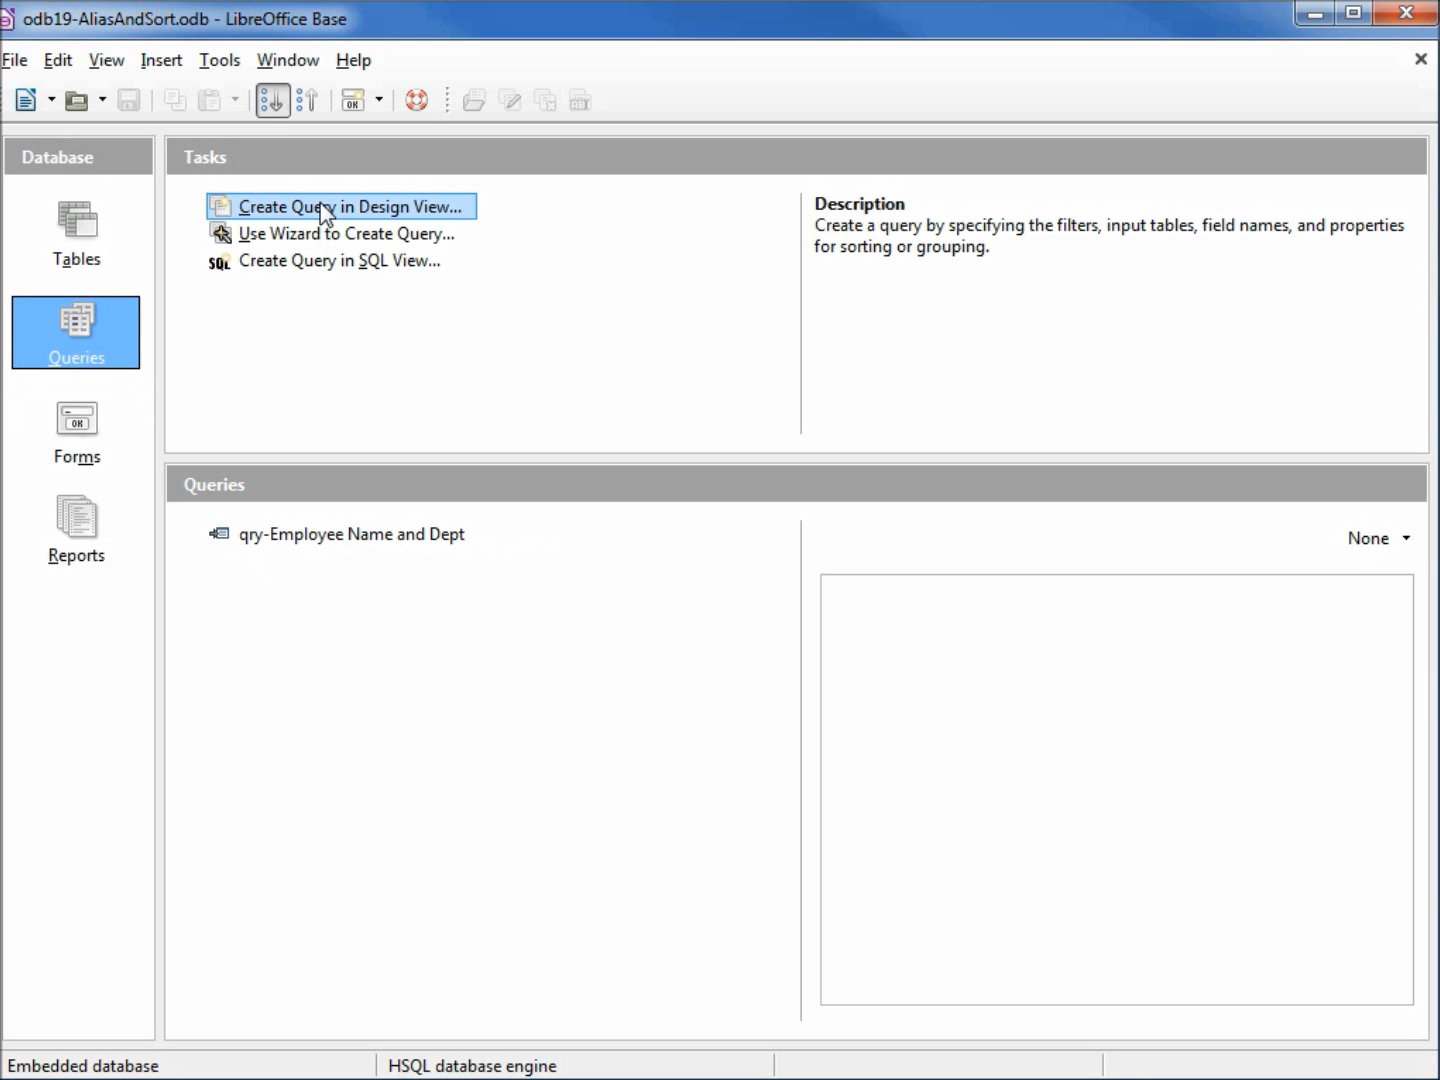 odb19-AliasAndSort.odb - LibreOffice Base
File Edit View Insert Tools Window Help
Database
Tasks
Tables
Queries
Forms
Reports
Create Query in Design View...
Use Wizard to Create Query...
SQL Create Query in SQL View...
Description
Create a query by specifying the filters, input tables, field names, and properties
for sorting or grouping.
Queries
qry-Employee Name and Dept
None
Embedded database
HSQL database engine